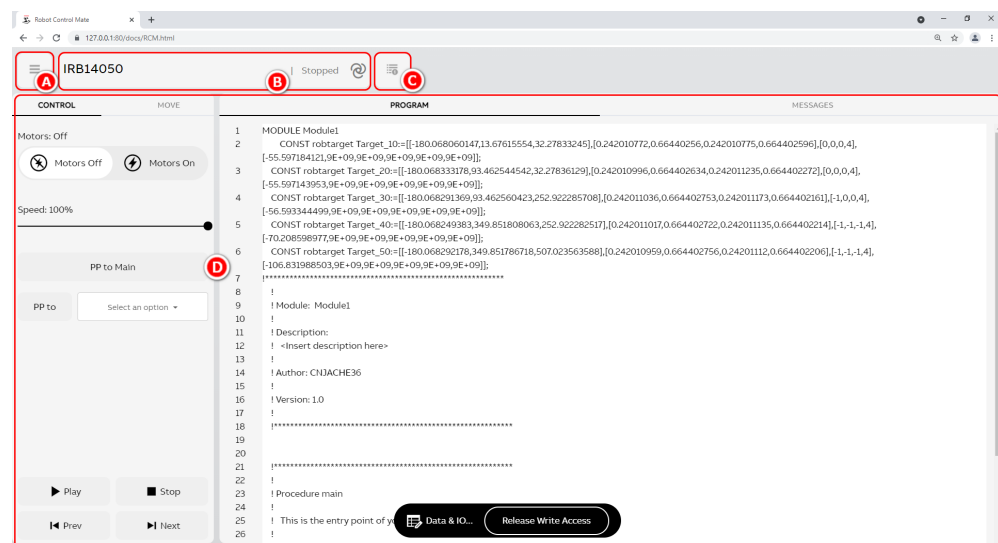 Robot Control Mate
127.0.0.1:80/docs/RCM.html
IRB14050
| Stopped
A
B
C
CONTROL
MOVE
PROGRAM
MESSAGES
Motors: Off
Motors Off
Motors On
Speed: 100%
D
PP to Main
PP to
Select an option
Play
Stop
Prev
Next
1 MODULE Module1
2 CONST robtarget Target_10:=[[-180.068060147,13.67615554,32.27833245],[0.242010772,0.66440256,0.242010775,0.664402596],[0,0,0,4],
[-55.597184121,9E+09,9E+09,9E+09,9E+09,9E+09]];
3 CONST robtarget Target_20:=[[-180.068333178,93.462544542,32.27836129],[0.242010996,0.664402634,0.242011235,0.664402272],[0,0,0,4],
[-55.597143953,9E+09,9E+09,9E+09,9E+09,9E+09]];
4 CONST robtarget Target_30:=[[-180.068291369,93.462560423,252.922285708],[0.242011036,0.664402753,0.242011173,0.664402161],[-1,0,0,4],
[-56.593344499,9E+09,9E+09,9E+09,9E+09,9E+09]];
5 CONST robtarget Target_40:=[[-180.068249383,349.851808063,252.922282517],[0.242011017,0.664402722,0.242011135,0.664402214],[-1,-1,-1,4],
[-70.208598977,9E+09,9E+09,9E+09,9E+09,9E+09]];
6 CONST robtarget Target_50:=[[-180.068292178,349.851786718,507.023563588],[0.242010959,0.664402756,0.24201112,0.664402206],[-1,-1,-1,4],
[-106.831988503,9E+09,9E+09,9E+09,9E+09,9E+09]];
7 !***********************************************************
8 !
9 ! Module: Module1
10 !
11 ! Description:
12 ! <Insert description here>
13 !
14 ! Author: CNJACHE36
15 !
16 ! Version: 1.0
17 !
18 !***********************************************************
19
20
21 !***********************************************************
22 !
23 ! Procedure main
24 !
25 ! This is the entry point of
26 !
Data & IO...
Release Write Access